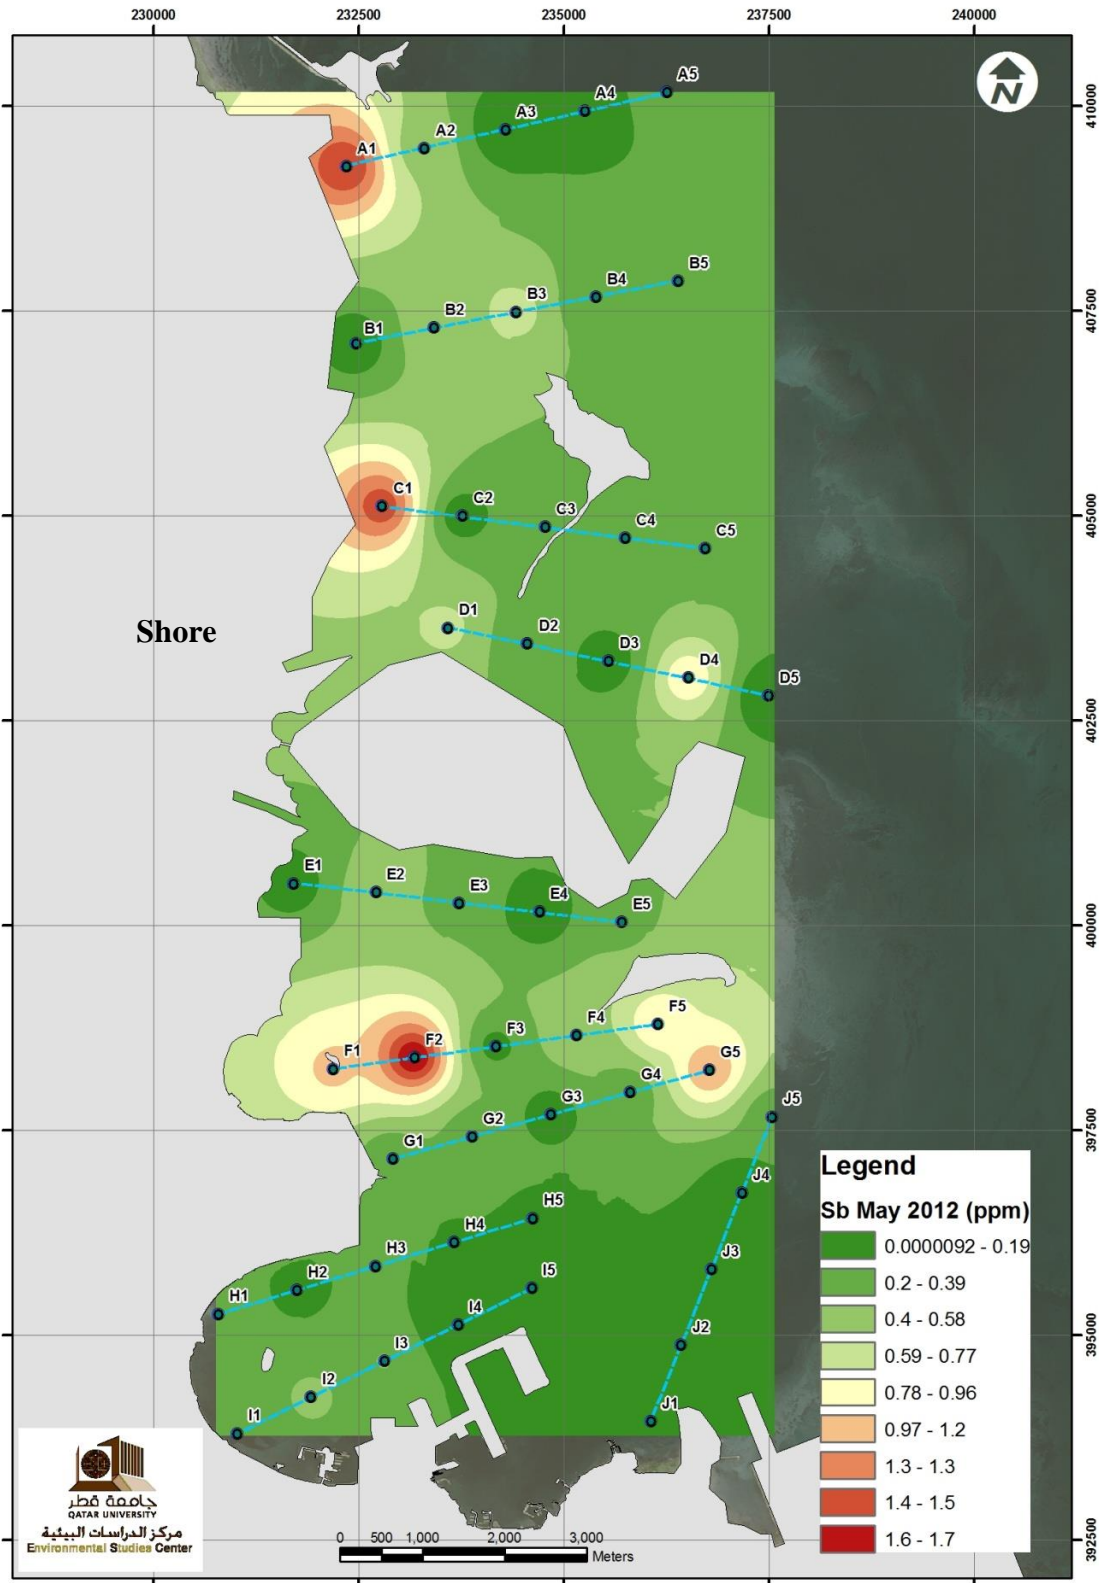 230000 232500 235000 237500 240000
A5
A4
A3
A2
A1
410000
B5
B4
B3
B2
B1
407500
C1
C2
C3
C4
C5
405000
D1
D2
D3
D4
D5
Shore
402500
E1
E2
E3
E4
E5
400000
F5
F4
F3
F2
F1
G5
G4
G3
G2
G1
397500
J5
J4
J3
J2
J1
H5
H4
H3
H2
H1
I5
I4
I3
I2
I1
395000
392500
Legend
Sb May 2012 (ppm)
0.0000092 - 0.19
0.2 - 0.39
0.4 - 0.58
0.59 - 0.77
0.78 - 0.96
0.97 - 1.2
1.3 - 1.3
1.4 - 1.5
1.6 - 1.7
N
جامعة قطر
QATAR UNIVERSITY
مركز الدراسات البيئية
Environmental Studies Center
0 500 1,000 2,000 3,000
Meters